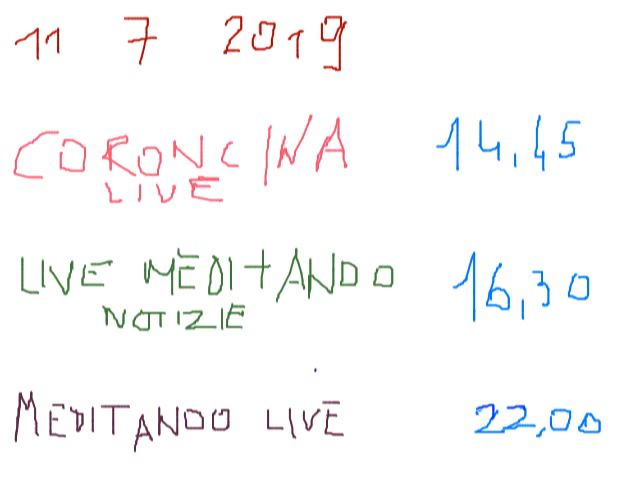 11 7 2019
CORONCINA 14,45
LIVE
LIVE MEDITANDO 16,30
NOTIZIE
MEDITANDO LIVE 22,00